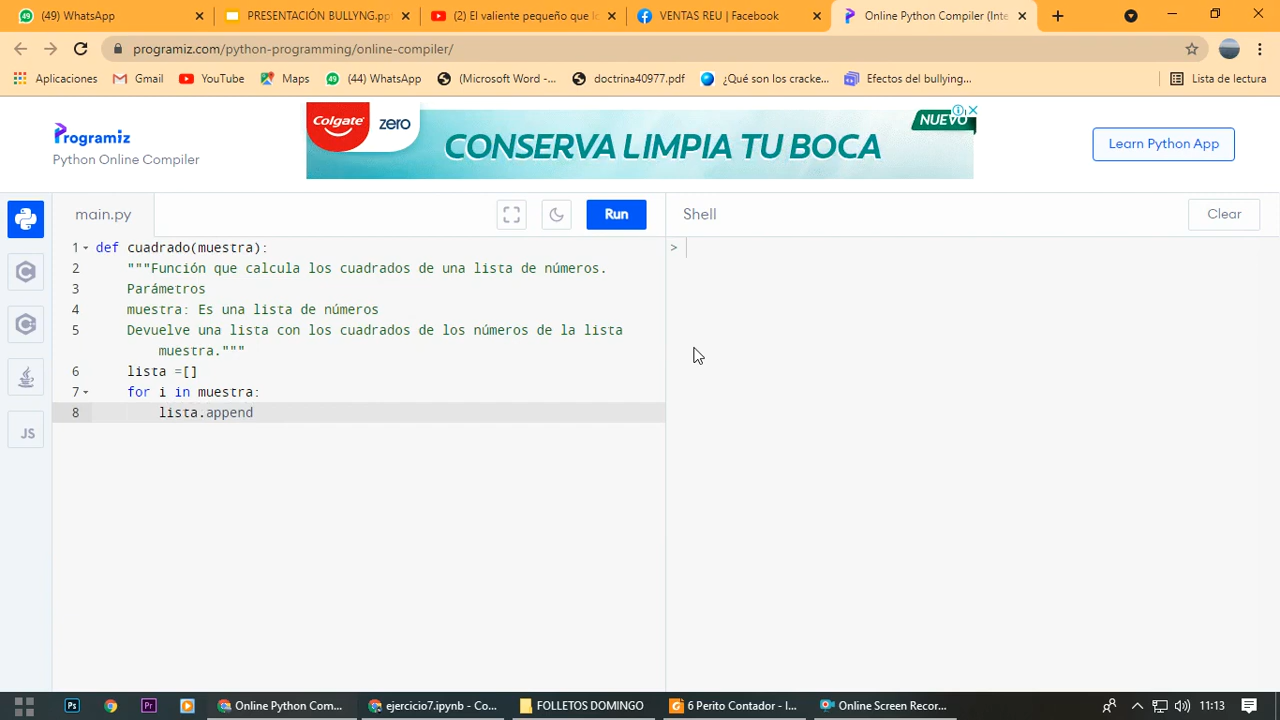 (49) WhatsApp
PRESENTACIÓN BULLYNG.pp
(2) El valiente pequeño que l
VENTAS REU | Facebook
Online Python Compiler (Inte
programiz.com/python-programming/online-compiler/
Aplicaciones
Gmail
YouTube
Maps
(44) WhatsApp
(Microsoft Word -...
doctrina40977.pdf
¿Qué son los cracke...
Efectos del bullying...
Lista de lectura
Programiz
Python Online Compiler
Colgate zero
CONSERVA LIMPIA TU BOCA
NUEVO
Learn Python App
main.py
Run
Shell
Clear
1 def cuadrado(muestra):
2 """Función que calcula los cuadrados de una lista de números.
3 Parámetros
4 muestra: Es una lista de números
5 Devuelve una lista con los cuadrados de los números de la lista
muestra."""
6 lista =[]
7 for i in muestra:
8 lista.append
>
JS
Ps
Pr
Online Python Com...
ejercicio7.ipynb - Co...
FOLLETOS DOMINGO
6 Perito Contador - I...
Online Screen Recor...
11:13